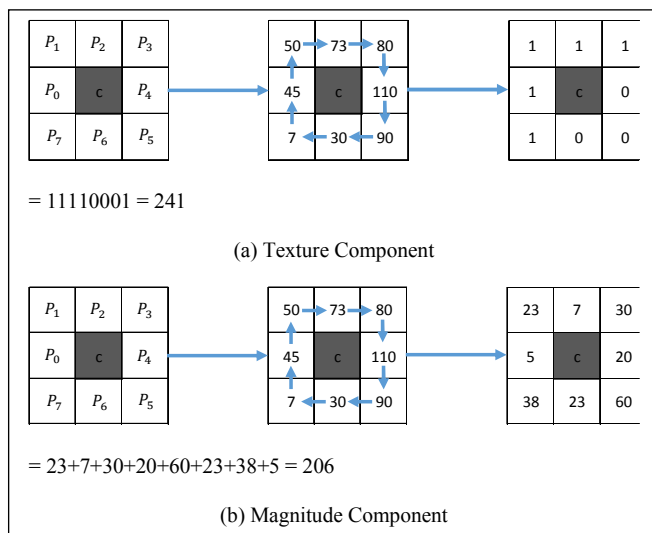 P₁ P₂ P₃ 50 73 80 1 1 1
P₀ c P₄ 45 c 110 1 c 0
P₇ P₆ P₅ 7 30 90 1 0 0
= 11110001 = 241
(a) Texture Component
P₁ P₂ P₃ 50 73 80 23 7 30
P₀ c P₄ 45 c 110 5 c 20
P₇ P₆ P₅ 7 30 90 38 23 60
= 23+7+30+20+60+23+38+5 = 206
(b) Magnitude Component